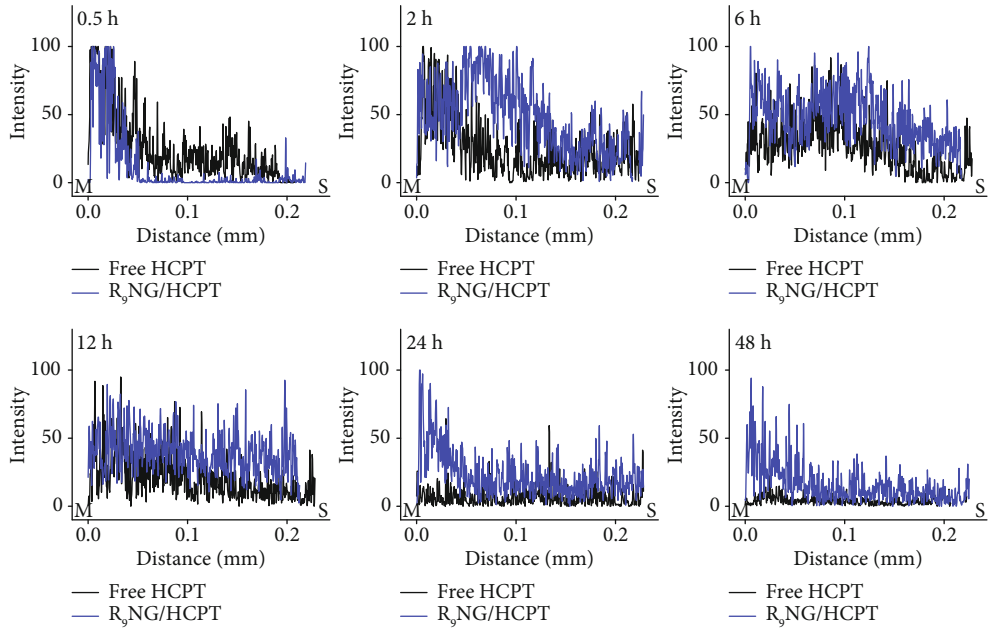 0.5 h
100
50
0
Intensity
M
S
0.0 0.1 0.2
Distance (mm)
Free HCPT
R₉NG/HCPT
2 h
100
50
0
Intensity
M
S
0.0 0.1 0.2
Distance (mm)
Free HCPT
R₉NG/HCPT
6 h
100
50
0
Intensity
M
S
0.0 0.1 0.2
Distance (mm)
Free HCPT
R₉NG/HCPT
12 h
100
50
0
Intensity
M
S
0.0 0.1 0.2
Distance (mm)
Free HCPT
R₉NG/HCPT
24 h
100
50
0
Intensity
M
S
0.0 0.1 0.2
Distance (mm)
Free HCPT
R₉NG/HCPT
48 h
100
50
0
Intensity
M
S
0.0 0.1 0.2
Distance (mm)
Free HCPT
R₉NG/HCPT